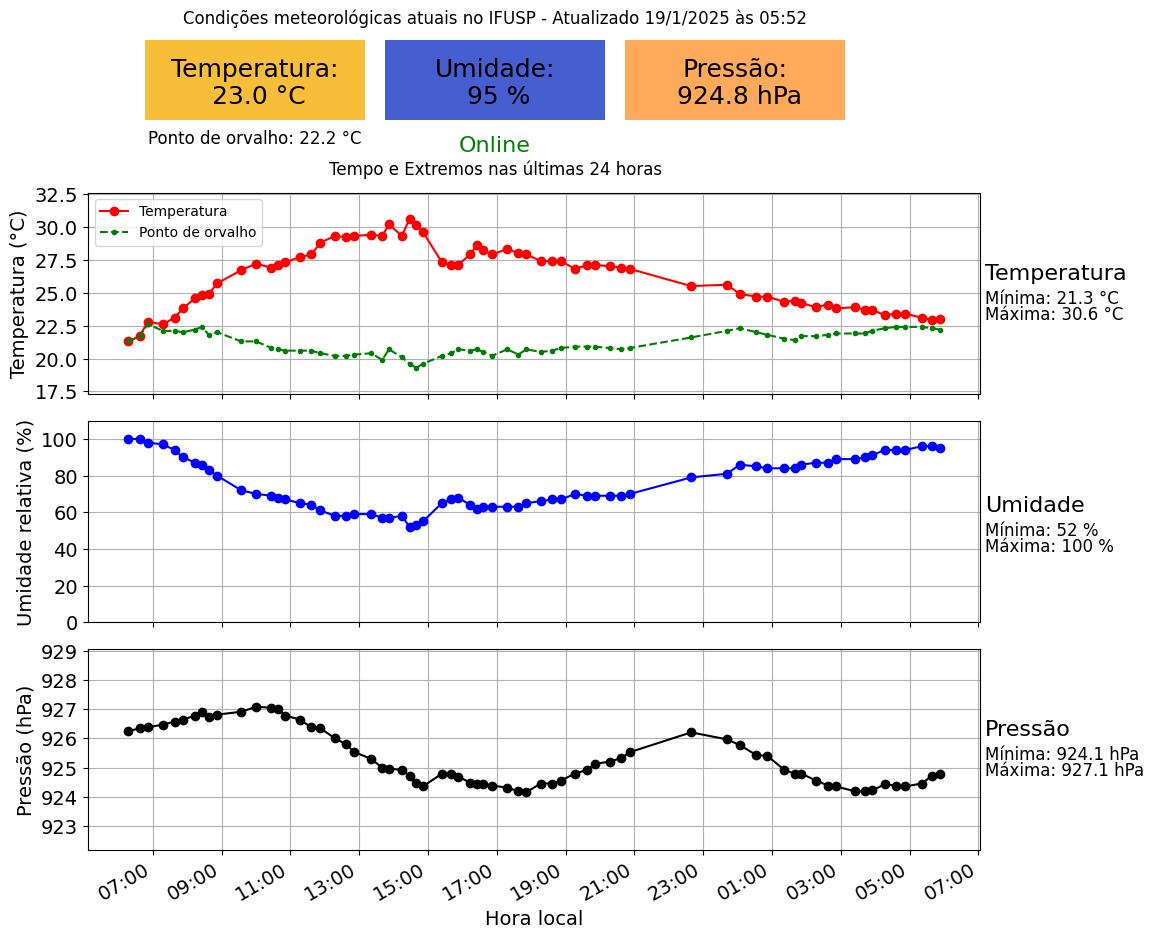 Condições meteorológicas atuais no IFUSP - Atualizado 19/1/2025 às 05:52
Temperatura:
23.0 °C
Umidade:
95 %
Pressão:
924.8 hPa
Ponto de orvalho: 22.2 °C
Online
Tempo e Extremos nas últimas 24 horas
Temperatura (°C)
32.5
30.0
27.5
25.0
22.5
20.0
17.5
Temperatura
Ponto de orvalho
Temperatura
Mínima: 21.3 °C
Máxima: 30.6 °C
Umidade relativa (%)
100
80
60
40
20
0
Umidade
Mínima: 52 %
Máxima: 100 %
Pressão (hPa)
929
928
927
926
925
924
923
Pressão
Mínima: 924.1 hPa
Máxima: 927.1 hPa
07:00 09:00 11:00 13:00 15:00 17:00 19:00 21:00 23:00 01:00 03:00 05:00 07:00
Hora local